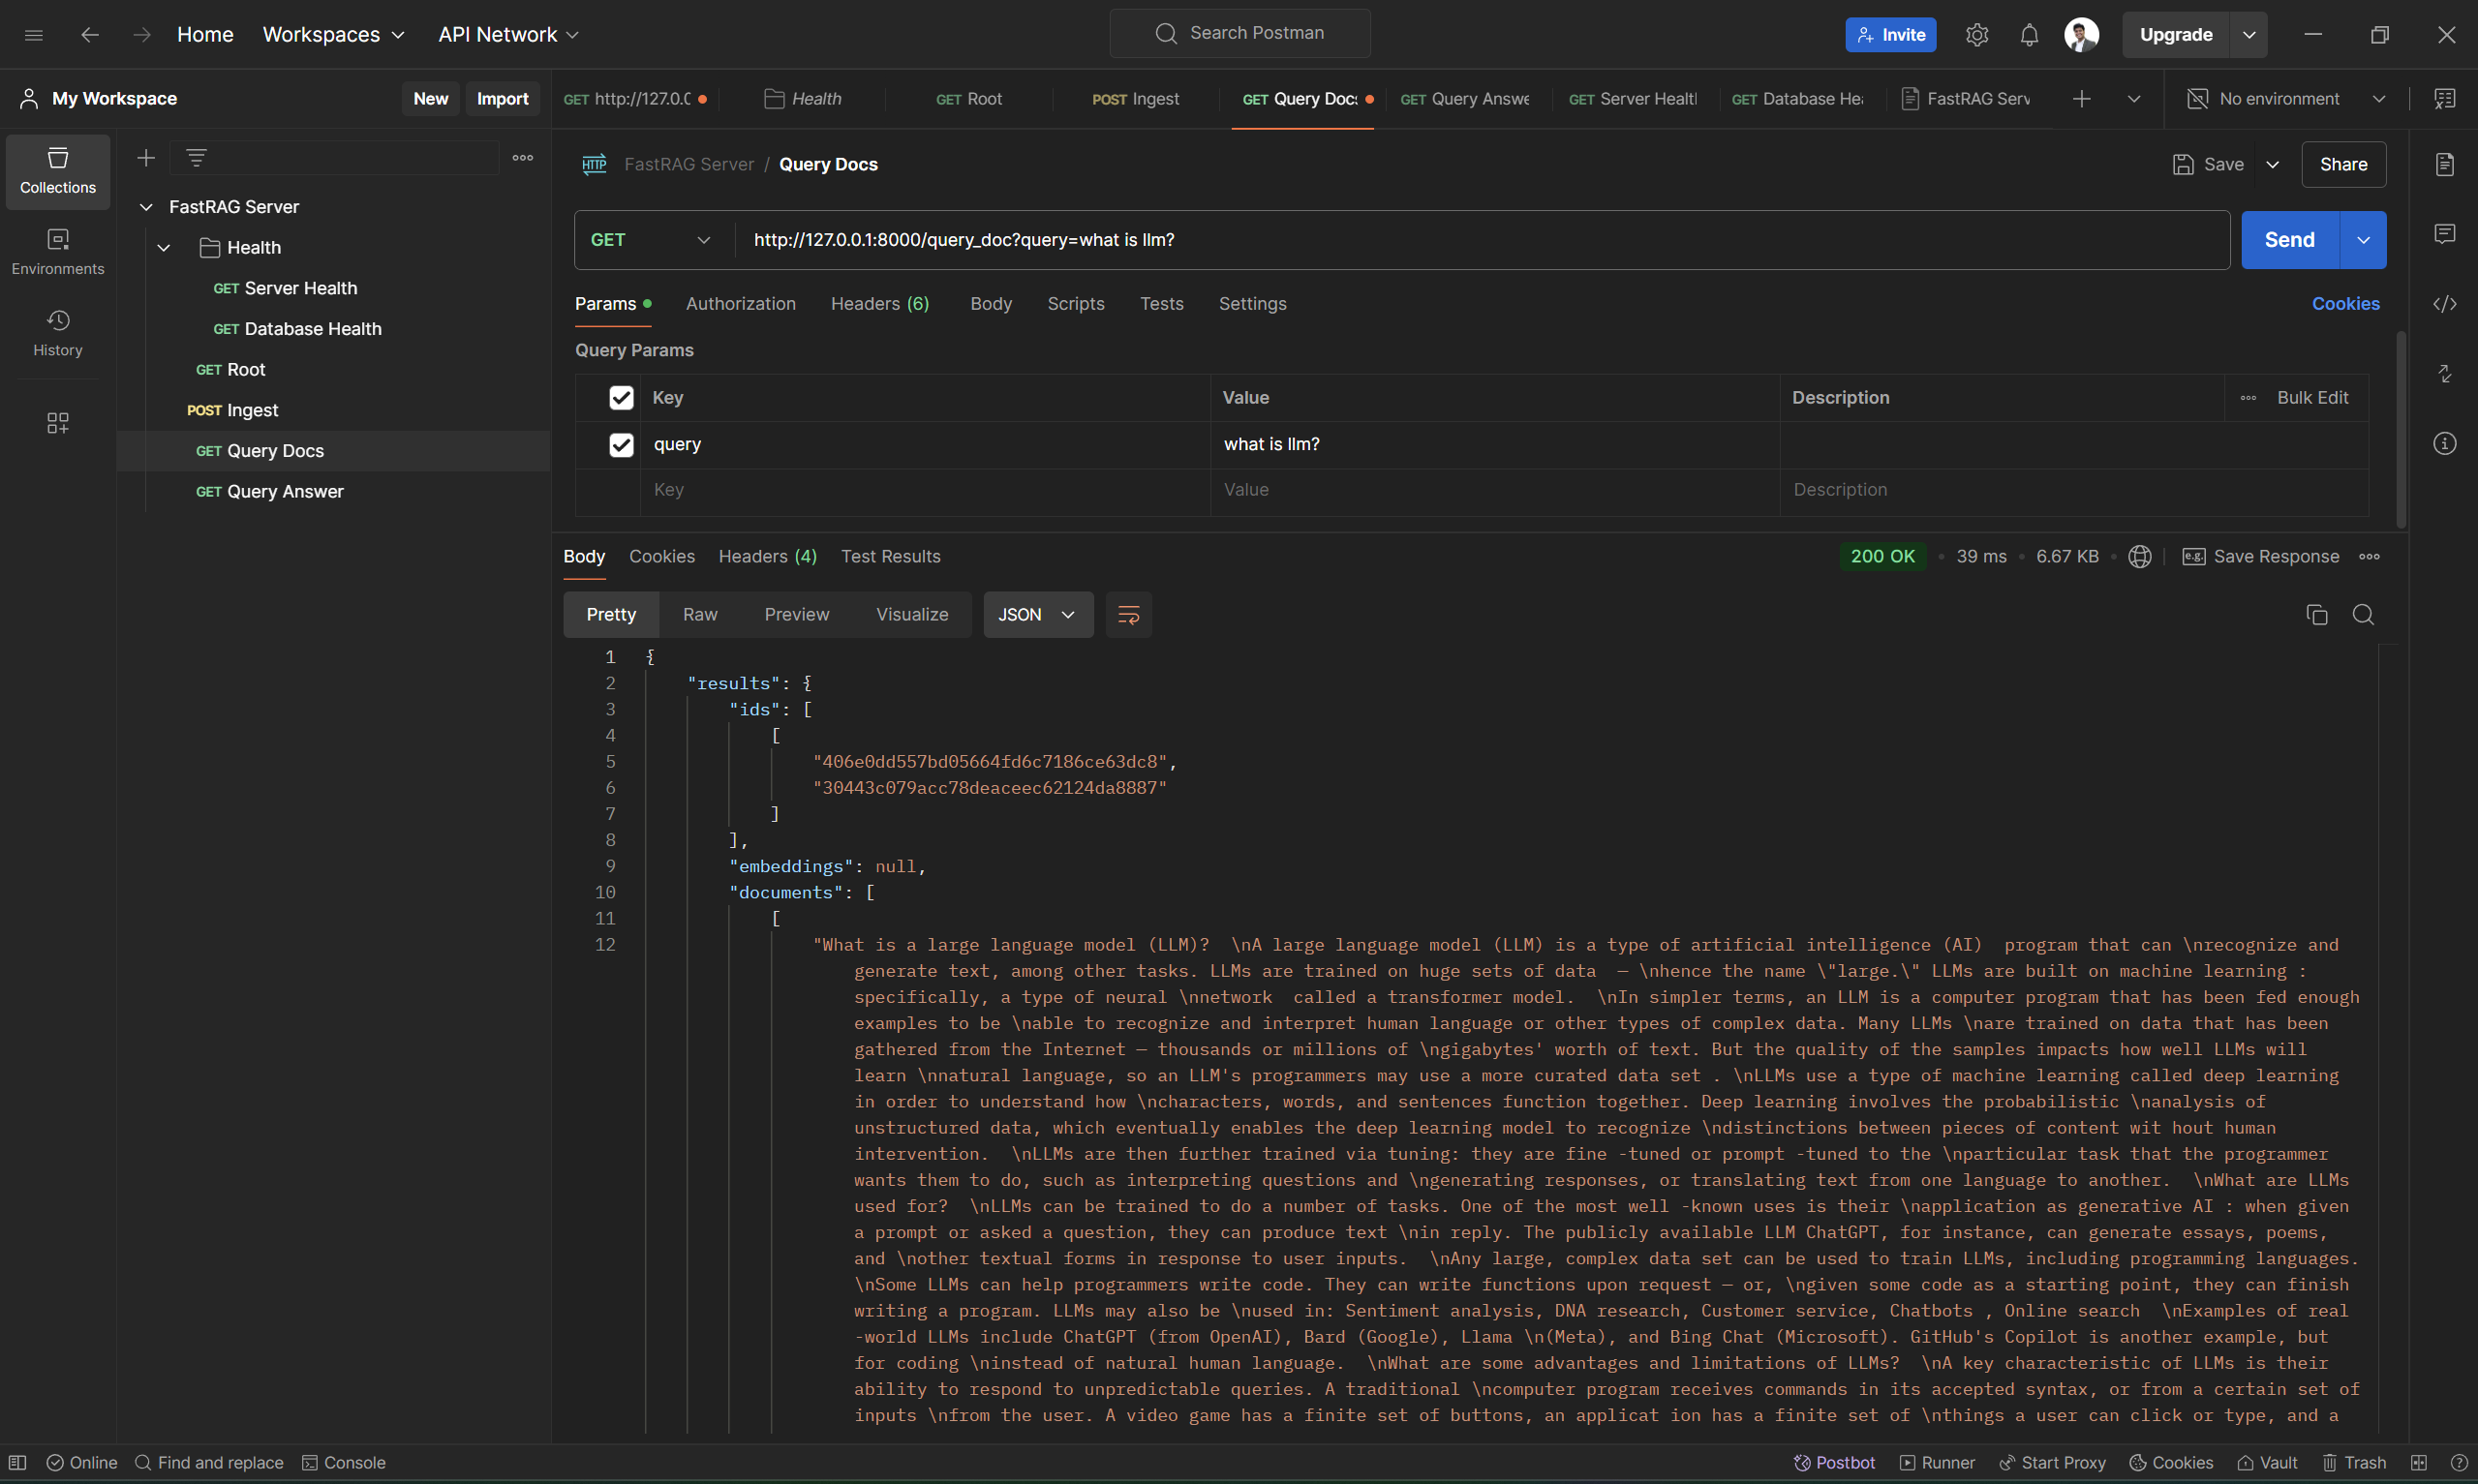 Home Workspaces API Network Search Postman Invite Upgrade
My Workspace New Import GET http://127.0.0 Health GET Root POST Ingest GET Query Docs GET Query Answe GET Server Healt GET Database He FastRAG Serv No environment
Collections
Environments
History
FastRAG Server
Health
GET Server Health
GET Database Health
GET Root
POST Ingest
GET Query Docs
GET Query Answer
HTTP FastRAG Server / Query Docs Save Share
GET http://127.0.0.1:8000/query_doc?query=what is llm? Send
Params Authorization Headers (6) Body Scripts Tests Settings Cookies
Query Params
Key Value Description Bulk Edit
query what is llm?
Key Value Description
Body Cookies Headers (4) Test Results 200 OK • 39 ms • 6.67 KB • e.g. Save Response
Pretty Raw Preview Visualize JSON
1 {
2 "results": {
3 "ids": [
4 [
5 "406e0dd557bd05664fd6c7186ce63dc8",
6 "30443c079acc78deaceec62124da8887"
7 ]
8 ],
9 "embeddings": null,
10 "documents": [
11 [
12 "What is a large language model (LLM)?  \nA large language model (LLM) is a type of artificial intelligence (AI)  program that can \nrecognize and
generate text, among other tasks. LLMs are trained on huge sets of data  — \nhence the name \"large.\" LLMs are built on machine learning :
specifically, a type of neural \nnetwork  called a transformer model.  \nIn simpler terms, an LLM is a computer program that has been fed enough
examples to be \nable to recognize and interpret human language or other types of complex data. Many LLMs \nare trained on data that has been
gathered from the Internet — thousands or millions of \ngigabytes' worth of text. But the quality of the samples impacts how well LLMs will
learn \nnatural language, so an LLM's programmers may use a more curated data set . \nLLMs use a type of machine learning called deep learning
in order to understand how \ncharacters, words, and sentences function together. Deep learning involves the probabilistic \nanalysis of
unstructured data, which eventually enables the deep learning model to recognize \ndistinctions between pieces of content wit hout human
intervention.  \nLLMs are then further trained via tuning: they are fine -tuned or prompt -tuned to the \nparticular task that the programmer
wants them to do, such as interpreting questions and \ngenerating responses, or translating text from one language to another.  \nWhat are LLMs
used for?  \nLLMs can be trained to do a number of tasks. One of the most well -known uses is their \napplication as generative AI : when given
a prompt or asked a question, they can produce text \nin reply. The publicly available LLM ChatGPT, for instance, can generate essays, poems,
and \nother textual forms in response to user inputs.  \nAny large, complex data set can be used to train LLMs, including programming languages.
\nSome LLMs can help programmers write code. They can write functions upon request — or, \ngiven some code as a starting point, they can finish
writing a program. LLMs may also be \nused in: Sentiment analysis, DNA research, Customer service, Chatbots , Online search  \nExamples of real
-world LLMs include ChatGPT (from OpenAI), Bard (Google), Llama \n(Meta), and Bing Chat (Microsoft). GitHub's Copilot is another example, but
for coding \ninstead of natural human language.  \nWhat are some advantages and limitations of LLMs?  \nA key characteristic of LLMs is their
ability to respond to unpredictable queries. A traditional \ncomputer program receives commands in its accepted syntax, or from a certain set of
inputs \nfrom the user. A video game has a finite set of buttons, an applicat ion has a finite set of \nthings a user can click or type, and a
Online Find and replace Console Postbot Runner Start Proxy Cookies Vault Trash